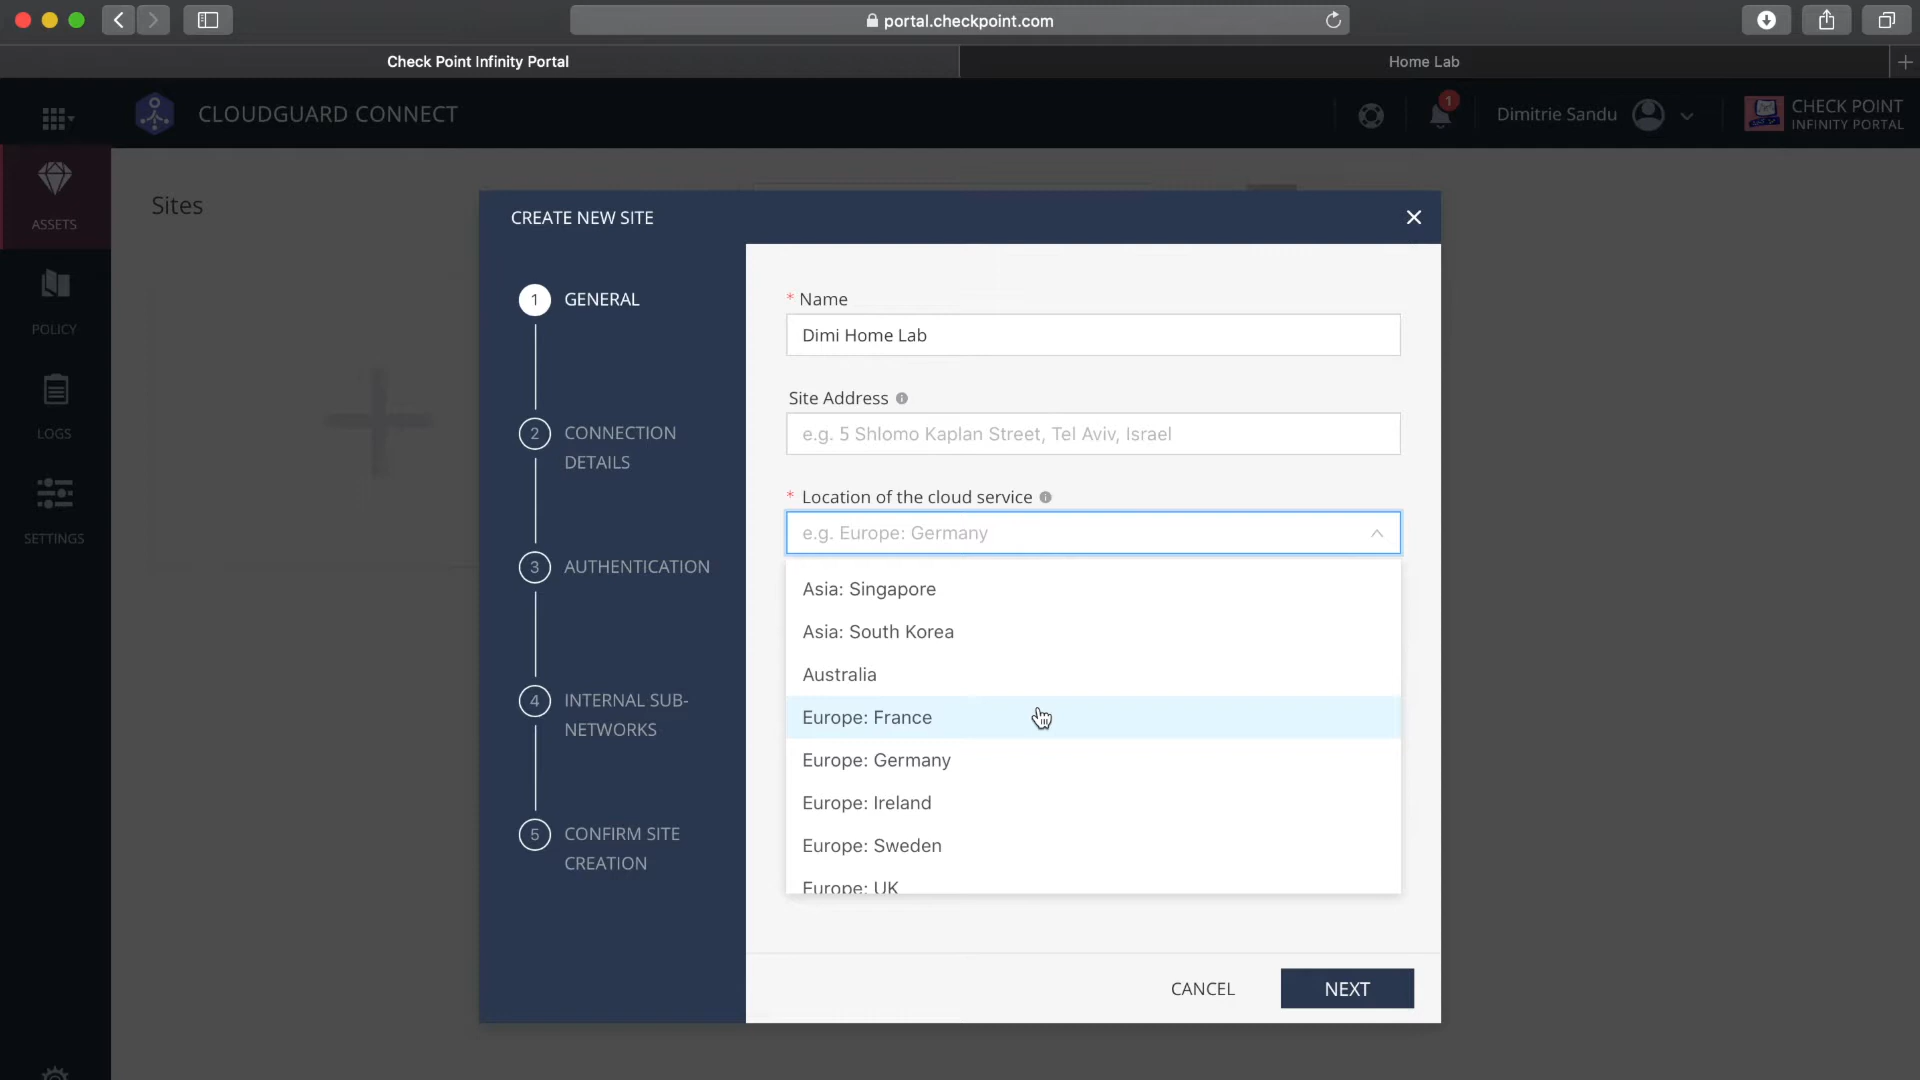 portal.checkpoint.com
Check Point Infinity Portal
Home Lab
CLOUDGUARD CONNECT
1
Dimitrie Sandu
CHECK POINT
INFINITY PORTAL
ASSETS
POLICY
LOGS
SETTINGS
Sites
CREATE NEW SITE
1 GENERAL
2 CONNECTION
DETAILS
3 AUTHENTICATION
4 INTERNAL SUB-
NETWORKS
5 CONFIRM SITE
CREATION
* Name
Dimi Home Lab
Site Address
e.g. 5 Shlomo Kaplan Street, Tel Aviv, Israel
* Location of the cloud service
e.g. Europe: Germany
Asia: Singapore
Asia: South Korea
Australia
Europe: France
Europe: Germany
Europe: Ireland
Europe: Sweden
Europe: UK
CANCEL
NEXT